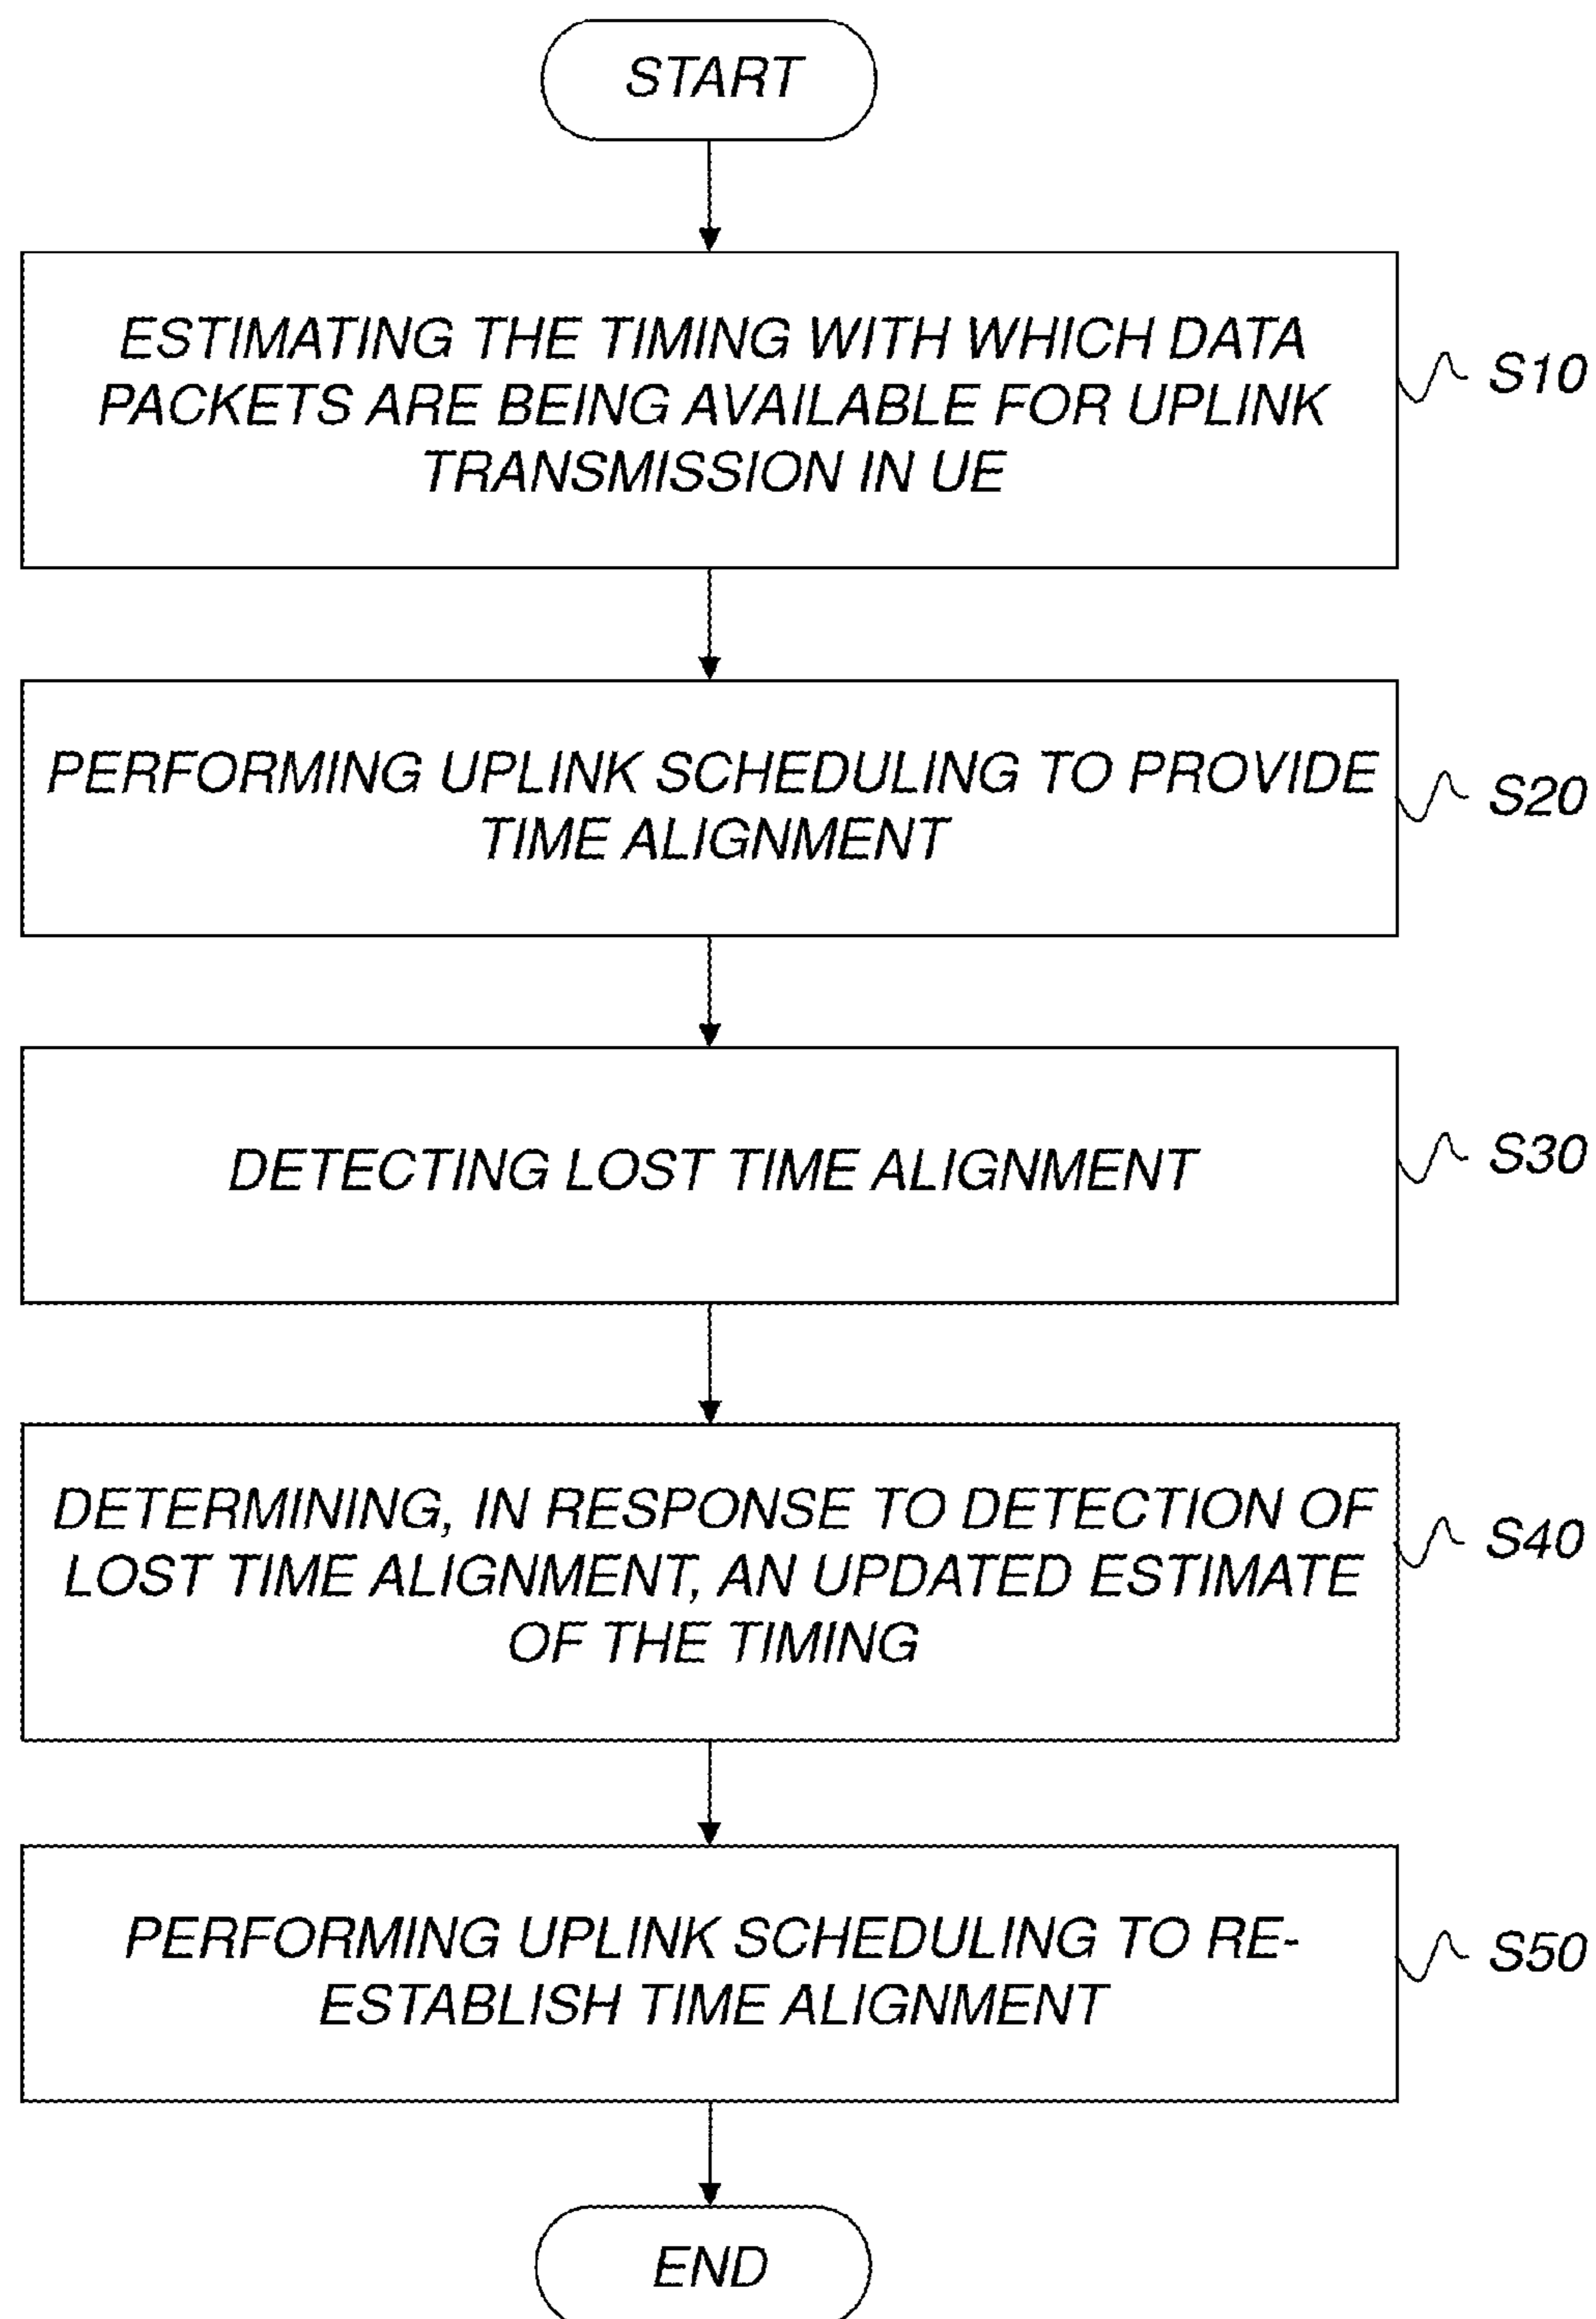 START
ESTIMATING THE TIMING WITH WHICH DATA
PACKETS ARE BEING AVAILABLE FOR UPLINK
TRANSMISSION IN UE
S10
PERFORMING UPLINK SCHEDULING TO PROVIDE
TIME ALIGNMENT
S20
DETECTING LOST TIME ALIGNMENT
S30
DETERMINING, IN RESPONSE TO DETECTION OF
LOST TIME ALIGNMENT, AN UPDATED ESTIMATE
OF THE TIMING
S40
PERFORMING UPLINK SCHEDULING TO RE-
ESTABLISH TIME ALIGNMENT
S50
END